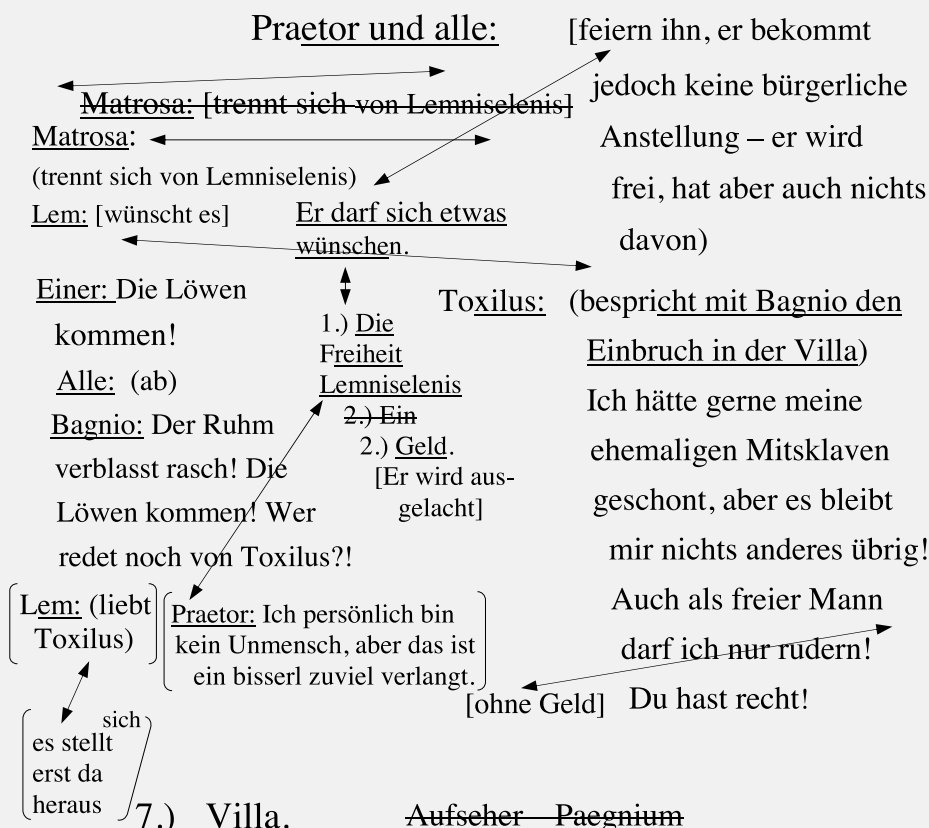 Praetor und alle:
[feiern ihn, er bekommt
jedoch keine bürgerliche
Anstellung – er wird
frei, hat aber auch nichts
davon)
Matrosa: [trennt sich von Lemniselenis]
Matrosa:
(trennt sich von Lemniselenis)
Lem: [wünscht es]
Er darf sich etwas
wünschen.
1.) Die
Freiheit
Lemniselenis
2.) Ein
2.) Geld.
[Er wird aus-
gelacht]
Einer: Die Löwen
kommen!
Alle: (ab)
Bagnio: Der Ruhm
verblasst rasch! Die
Löwen kommen! Wer
redet noch von Toxilus?!
Toxilus: (bespricht mit Bagnio den
Einbruch in der Villa)
Ich hätte gerne meine
ehemaligen Mitsklaven
geschont, aber es bleibt
mir nichts anderes übrig!
Auch als freier Mann
darf ich nur rudern!
[ohne Geld] Du hast recht!
Lem: (liebt
Toxilus)
Praetor: Ich persönlich bin
kein Unmensch, aber das ist
ein bisserl zuviel verlangt.
sich
es stellt
erst da
heraus
7.) Villa. Aufseher Paegnium